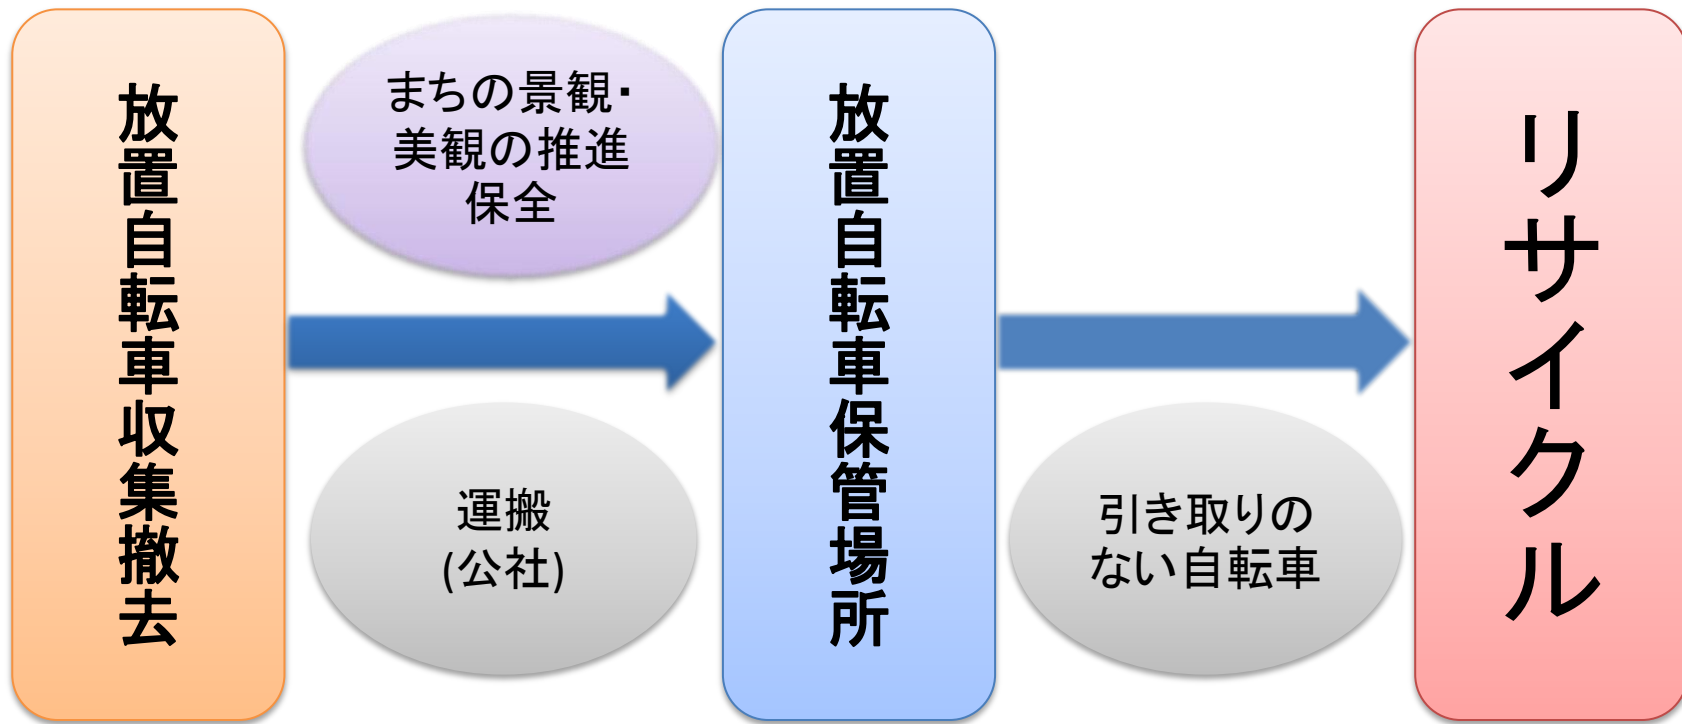 放置自転車収集撤去
まちの景観・
美観の推進
保全
運搬
(公社)
放置自転車保管場所
引き取りの
ない自転車
リサイクル